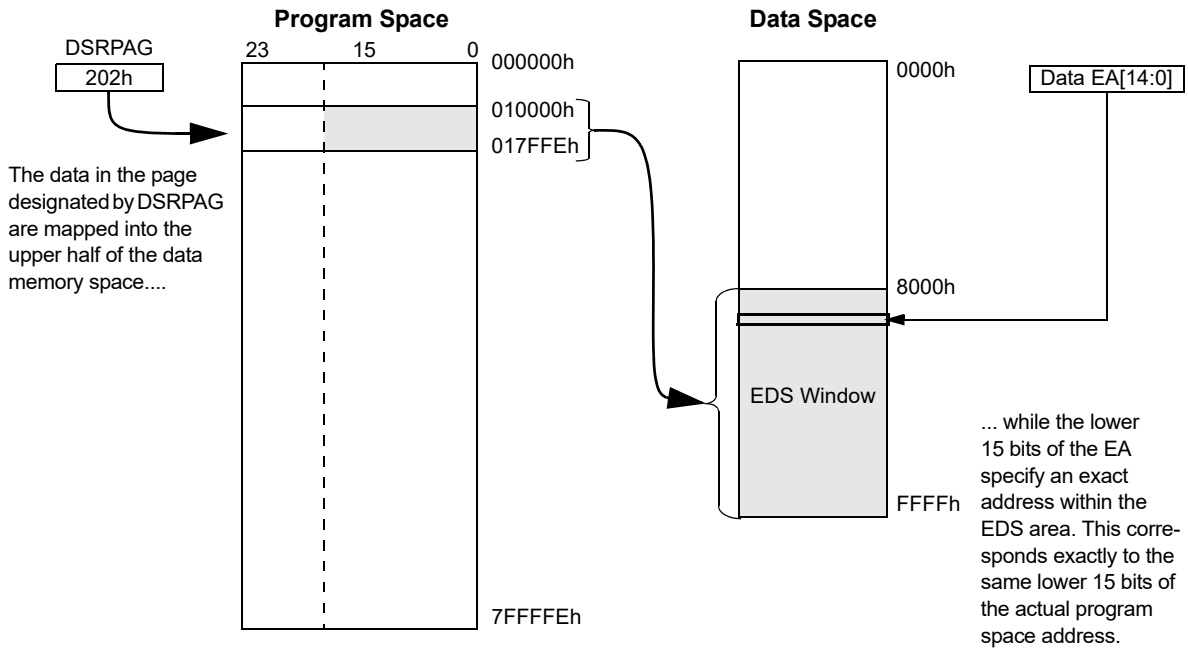 Program Space
Data Space
DSRPAG
202h
23 15 0
000000h
010000h
017FFEh
7FFFFEh
The data in the page
designated by DSRPAG
are mapped into the
upper half of the data
memory space....
0000h
8000h
EDS Window
FFFFh
Data EA[14:0]
... while the lower
15 bits of the EA
specify an exact
address within the
EDS area. This corre-
sponds exactly to the
same lower 15 bits of
the actual program
space address.